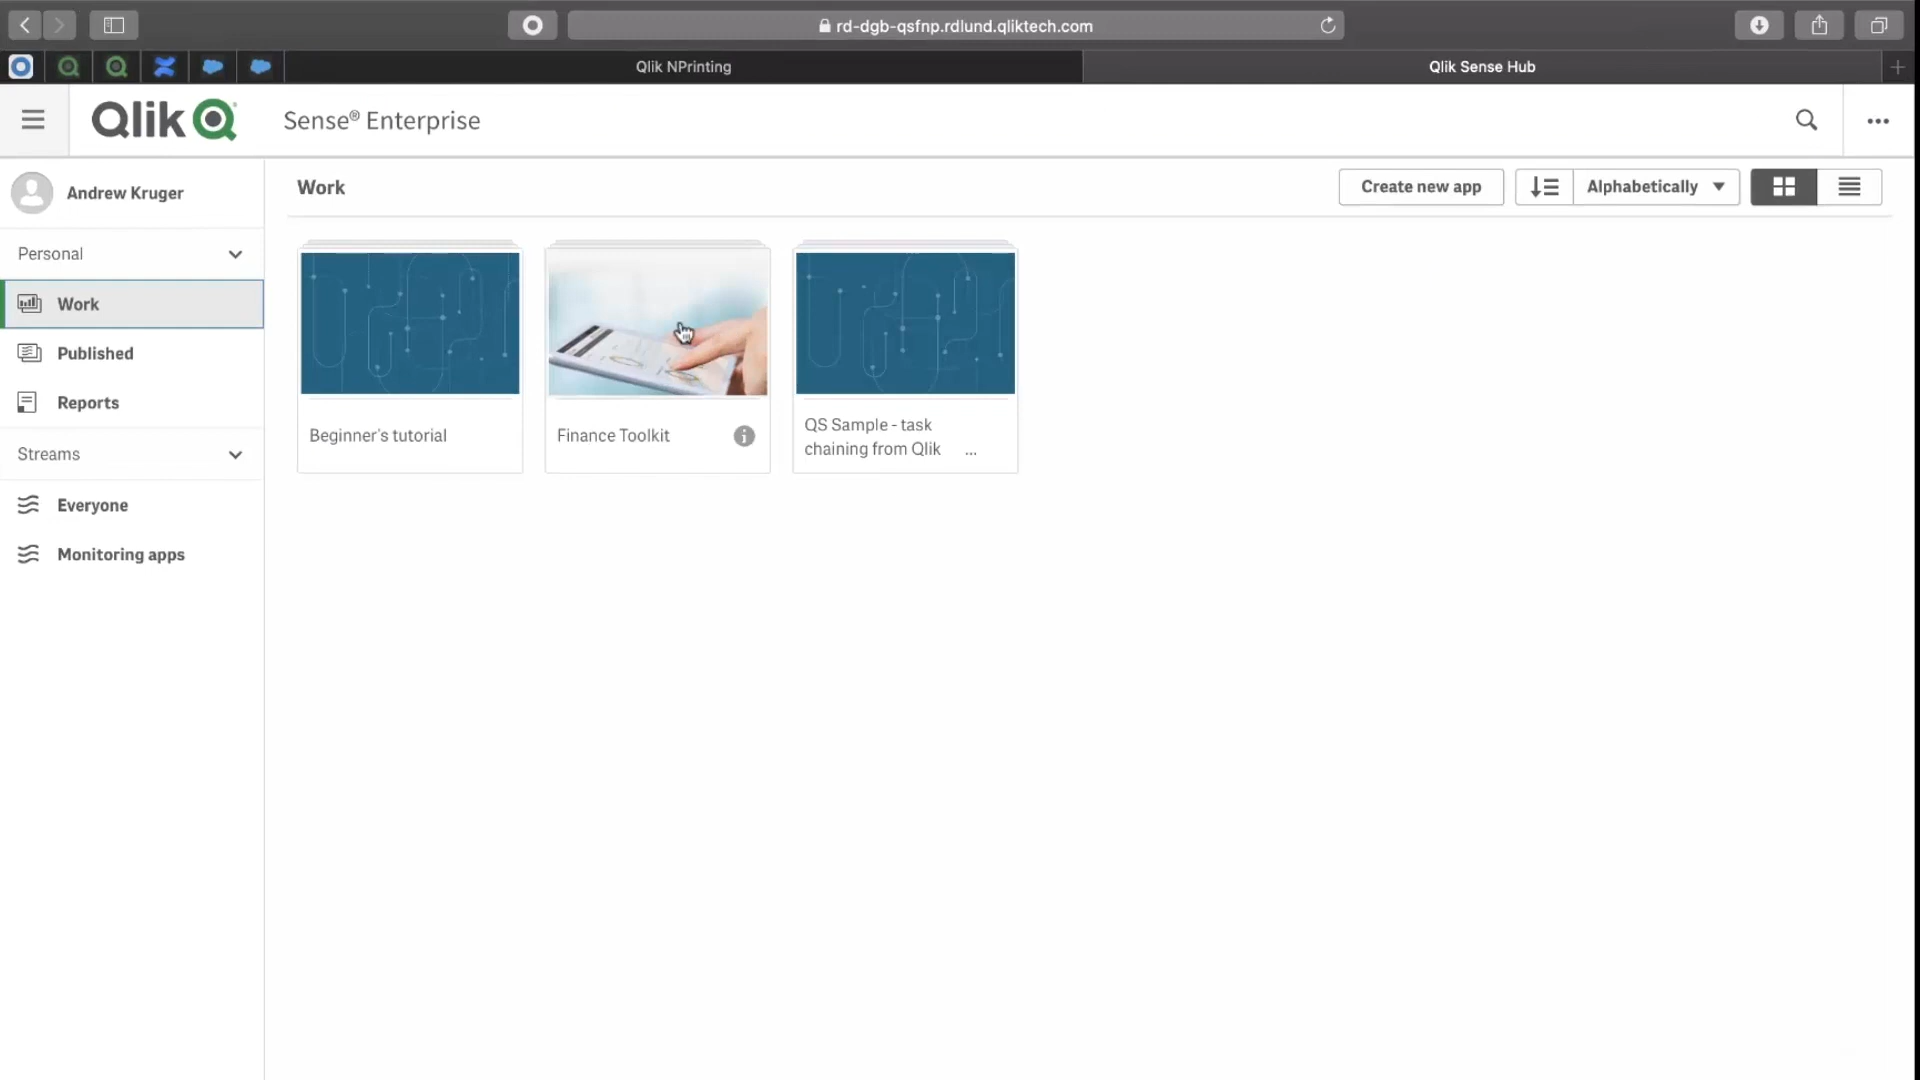 rd-dgb-qsfnp.rdlund.qliktech.com
Qlik NPrinting
Qlik Sense Hub
Qlik
Sense® Enterprise
Andrew Kruger
Work
Create new app
Alphabetically
Personal
Work
Published
Reports
Streams
Everyone
Monitoring apps
Beginner's tutorial
Finance Toolkit
QS Sample - task
chaining from Qlik ...